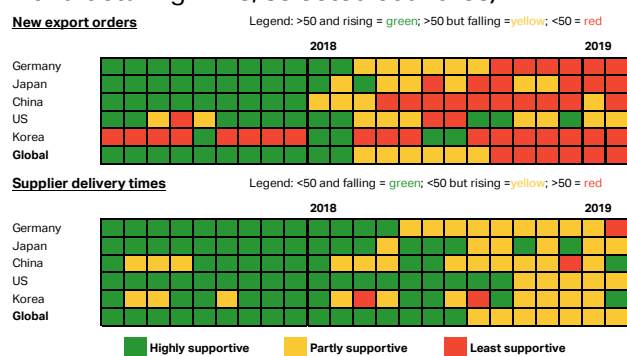 New export orders
Legend: >50 and rising = green; >50 but falling =yellow; <50 = red
2018 2019
Germany
Japan
China
US
Korea
Global
Supplier delivery times
Legend: <50 and falling = green; <50 but rising =yellow; >50 = red
2018 2019
Germany
Japan
China
US
Korea
Global
Highly supportive Partly supportive Least supportive